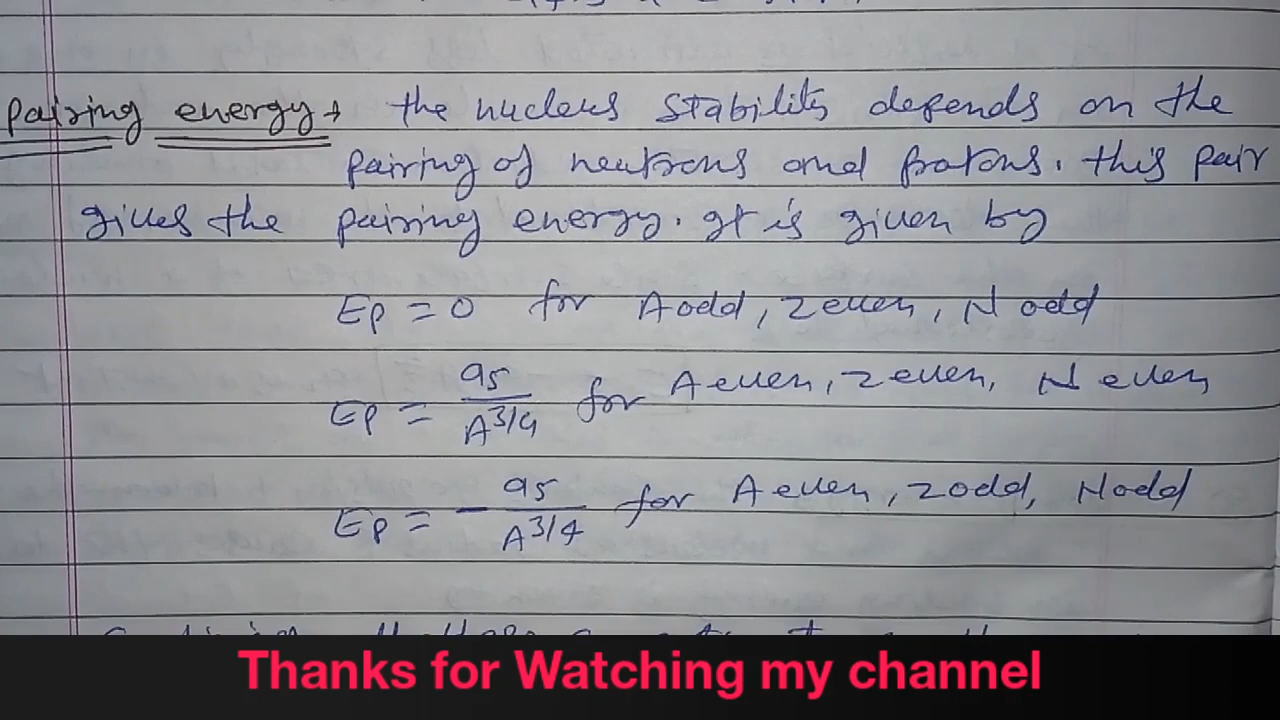 Pairing energy → the nucleus stability depends on the
pairing of neutrons and protons. this pair
gives the pairing energy. It is given by
Ep = 0 for A odd, Z even, N odd
Ep = a5/A^3/4 for A even, Z even, N even
Ep = - a5/A^3/4 for A even, Z odd, N odd
Thanks for Watching my channel